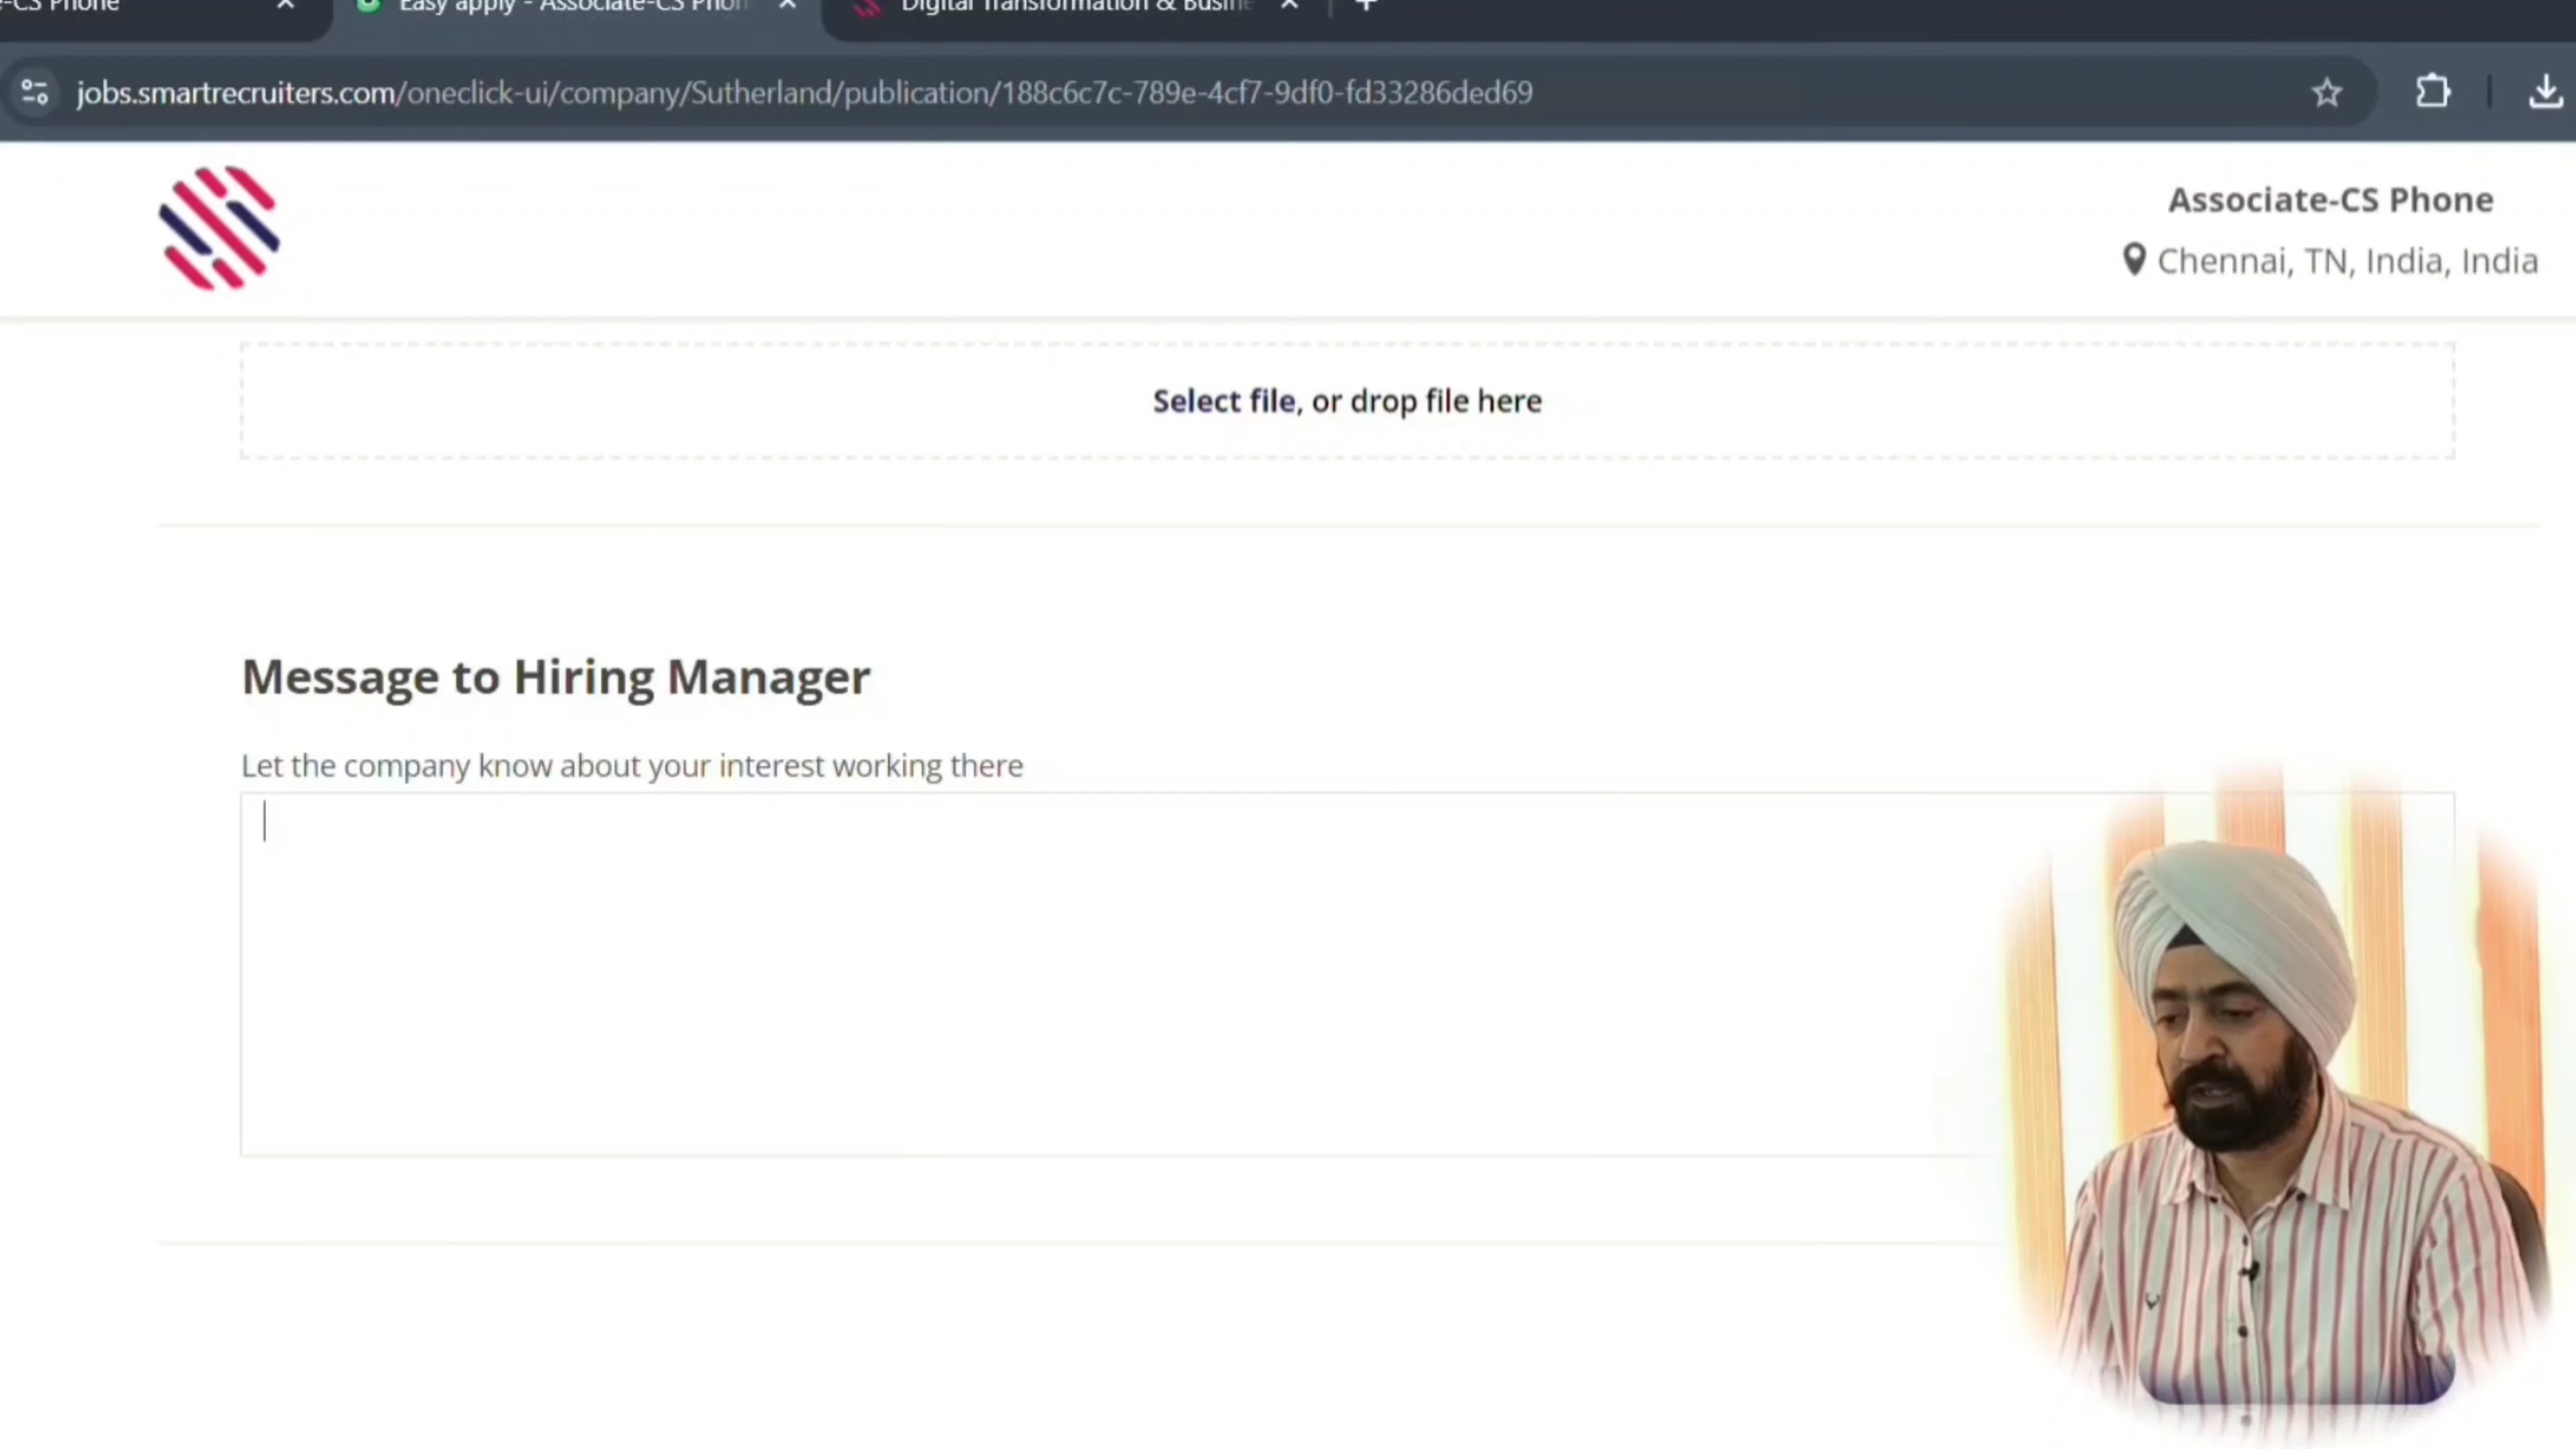 -CS Phone
Easy apply - Associate-CS Phon
Digital Transformation & Busine
jobs.smartrecruiters.com/oneclick-ui/company/Sutherland/publication/188c6c7c-789e-4cf7-9df0-fd33286ded69
Associate-CS Phone
Chennai, TN, India, India
Select file, or drop file here
Message to Hiring Manager
Let the company know about your interest working there